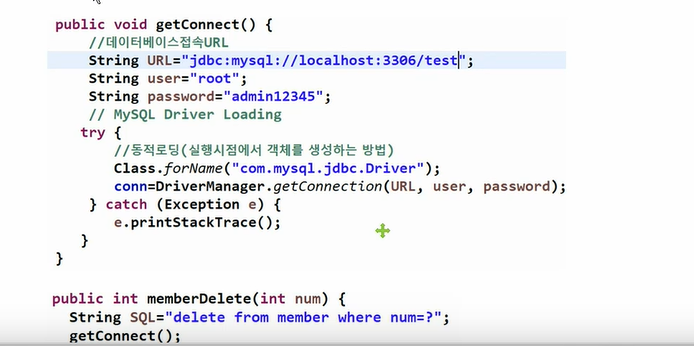 public void getConnect() {
//데이터베이스접속URL
String URL="jdbc:mysql://localhost:3306/test";
String user="root";
String password="admin12345";
// MySQL Driver Loading
try {
//동적로딩(실행시점에서 객체를 생성하는 방법)
Class.forName("com.mysql.jdbc.Driver");
conn=DriverManager.getConnection(URL, user, password);
} catch (Exception e) {
e.printStackTrace();
}
}
public int memberDelete(int num) {
String SQL="delete from member where num=?";
getConnect();